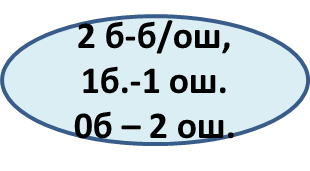 2 б-б/ош,
1б.-1 ош.
0б – 2 ош.